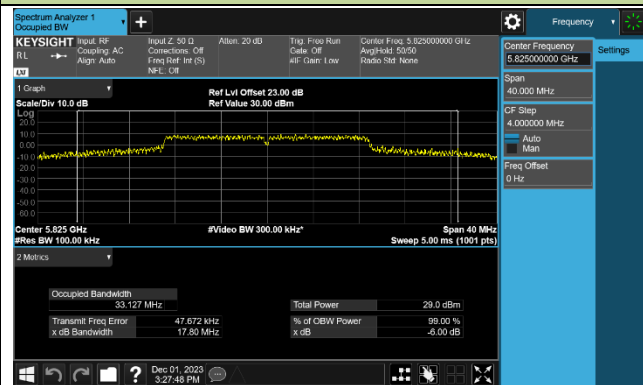 Spectrum Analyzer 1
Occupied BW
Frequency
KEYSIGHT
RL
LXI
Input: RF
Coupling: AC
Align: Auto
Input Z: 50 Ω
Corrections: Off
Freq Ref: Int (S)
NFE: Off
Atten: 20 dB
Trig: Free Run
Gate: Off
#IF Gain: Low
Center Freq: 5.825000000 GHz
Avg|Hold: 50/50
Radio Std: None
Center Frequency
5.825000000 GHz
Settings
Span
40.000 MHz
CF Step
4.000000 MHz
Auto
Man
Freq Offset
0 Hz
1 Graph
Scale/Div 10.0 dB
Ref Lvl Offset 23.00 dB
Ref Value 30.00 dBm
Log
20.0
10.0
0.00
-10.0
-20.0
-30.0
-40.0
-50.0
-60.0
Center 5.825 GHz
#Res BW 100.00 kHz
#Video BW 300.00 kHz*
Span 40 MHz
Sweep 5.00 ms (1001 pts)
2 Metrics
Occupied Bandwidth
33.127 MHz
Total Power 29.0 dBm
Transmit Freq Error 47.672 kHz
% of OBW Power 99.00 %
x dB Bandwidth 17.80 MHz
x dB -6.00 dB
?
Dec 01, 2023
3:27:48 PM